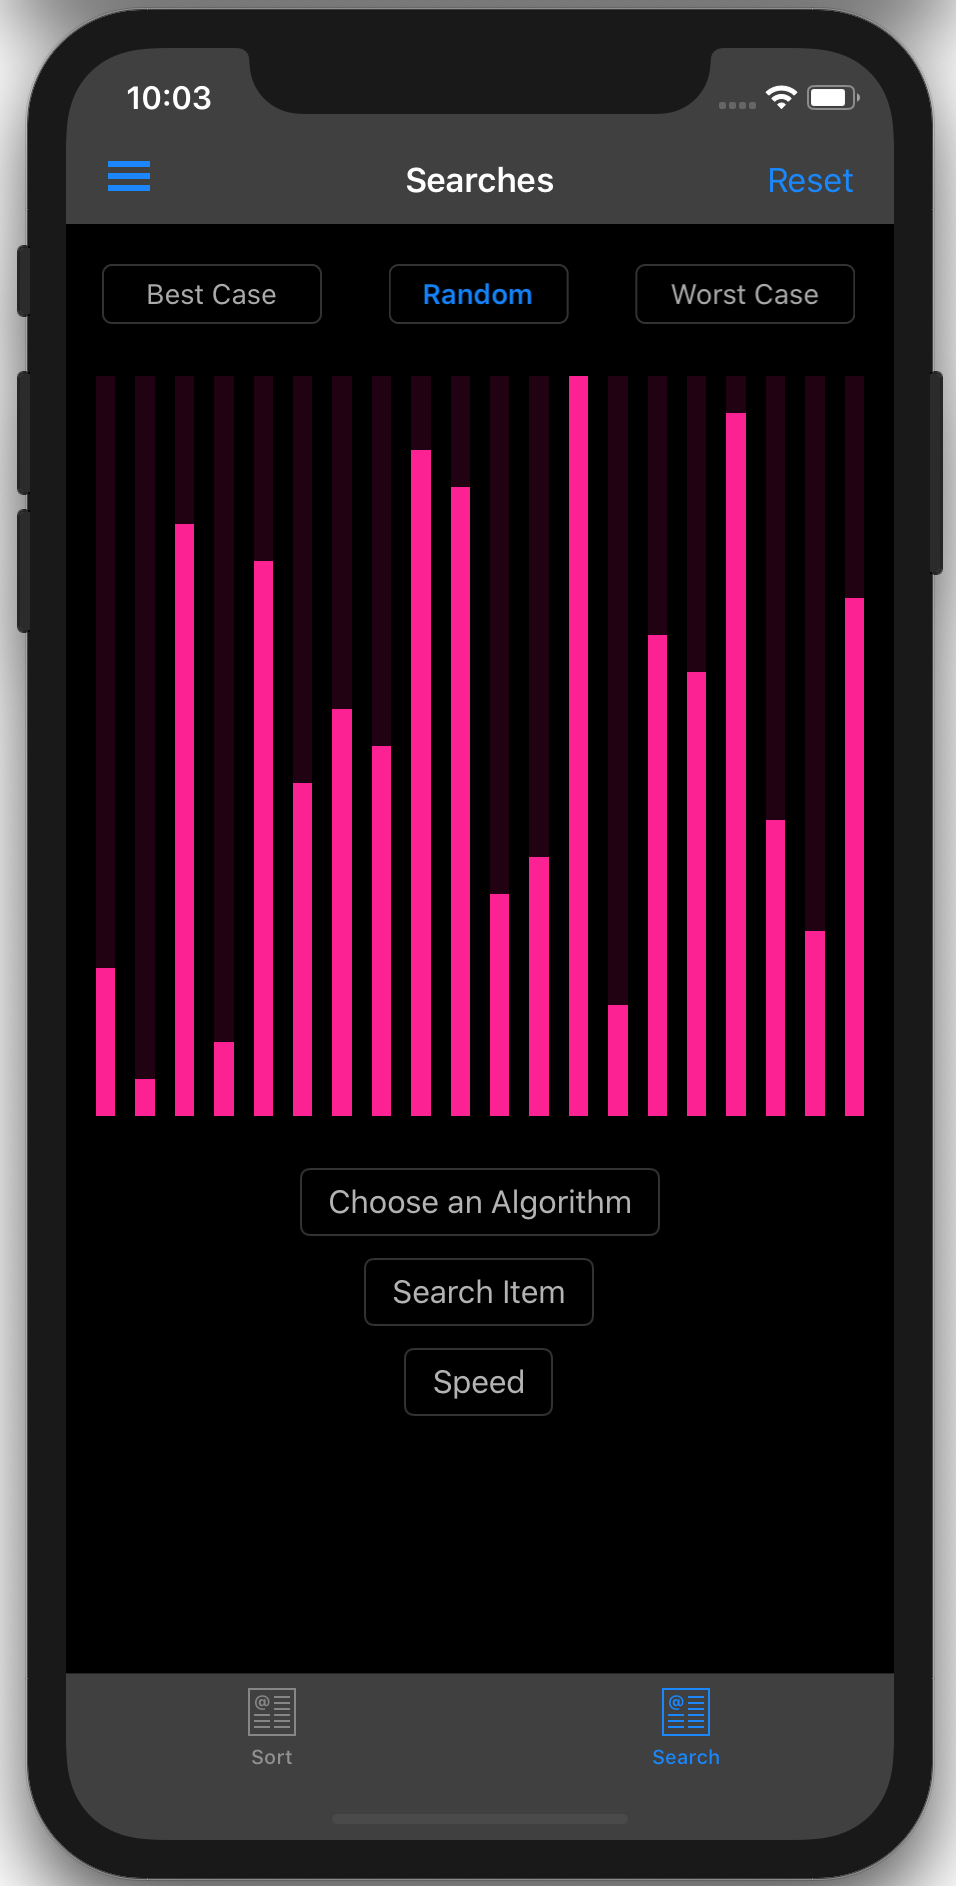 10:03
Searches
Reset
Best Case
Random
Worst Case
Choose an Algorithm
Search Item
Speed
@
@
Sort
Search